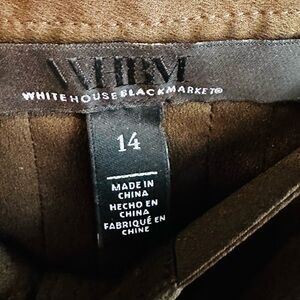 WHBM
WHITE HOUSE BLACK MARKET®
14
MADE IN
CHINA
HECHO EN
CHINA
FABRIQUÉ EN
CHINE